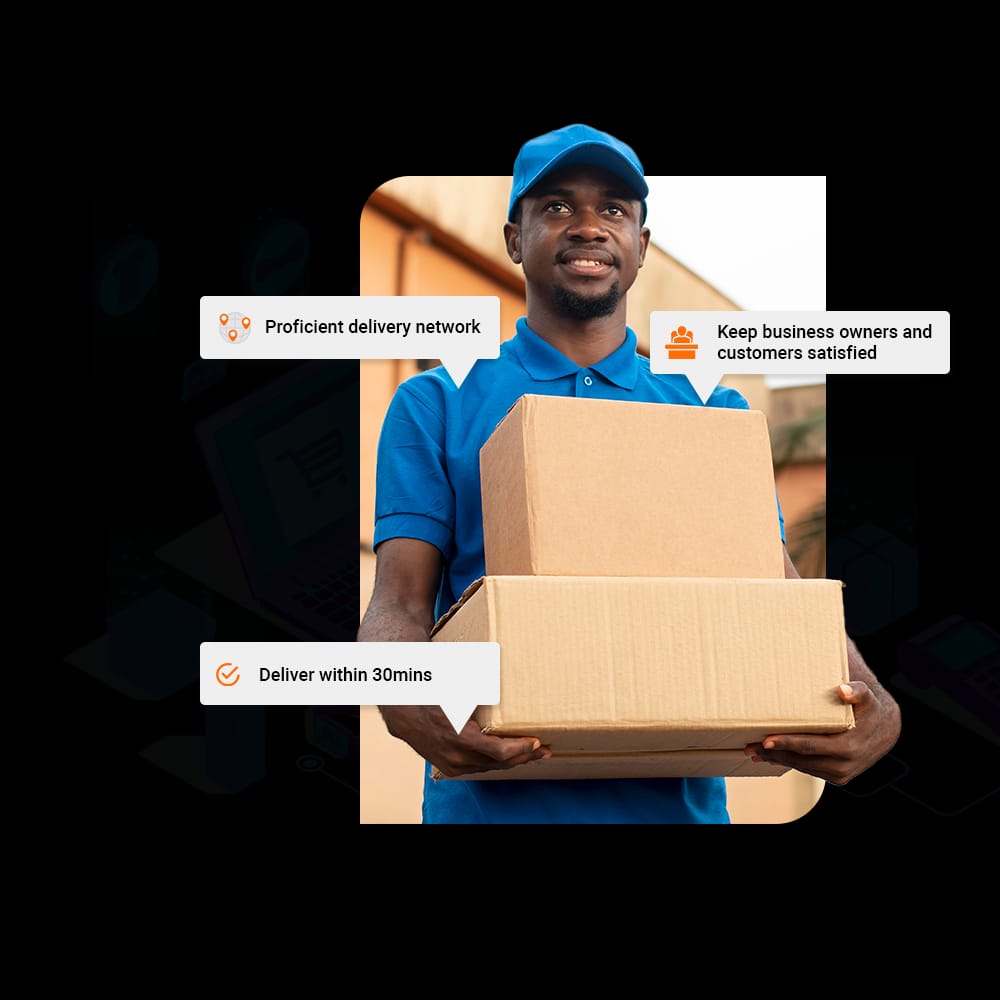 Proficient delivery network
Keep business owners and
customers satisfied
Deliver within 30mins